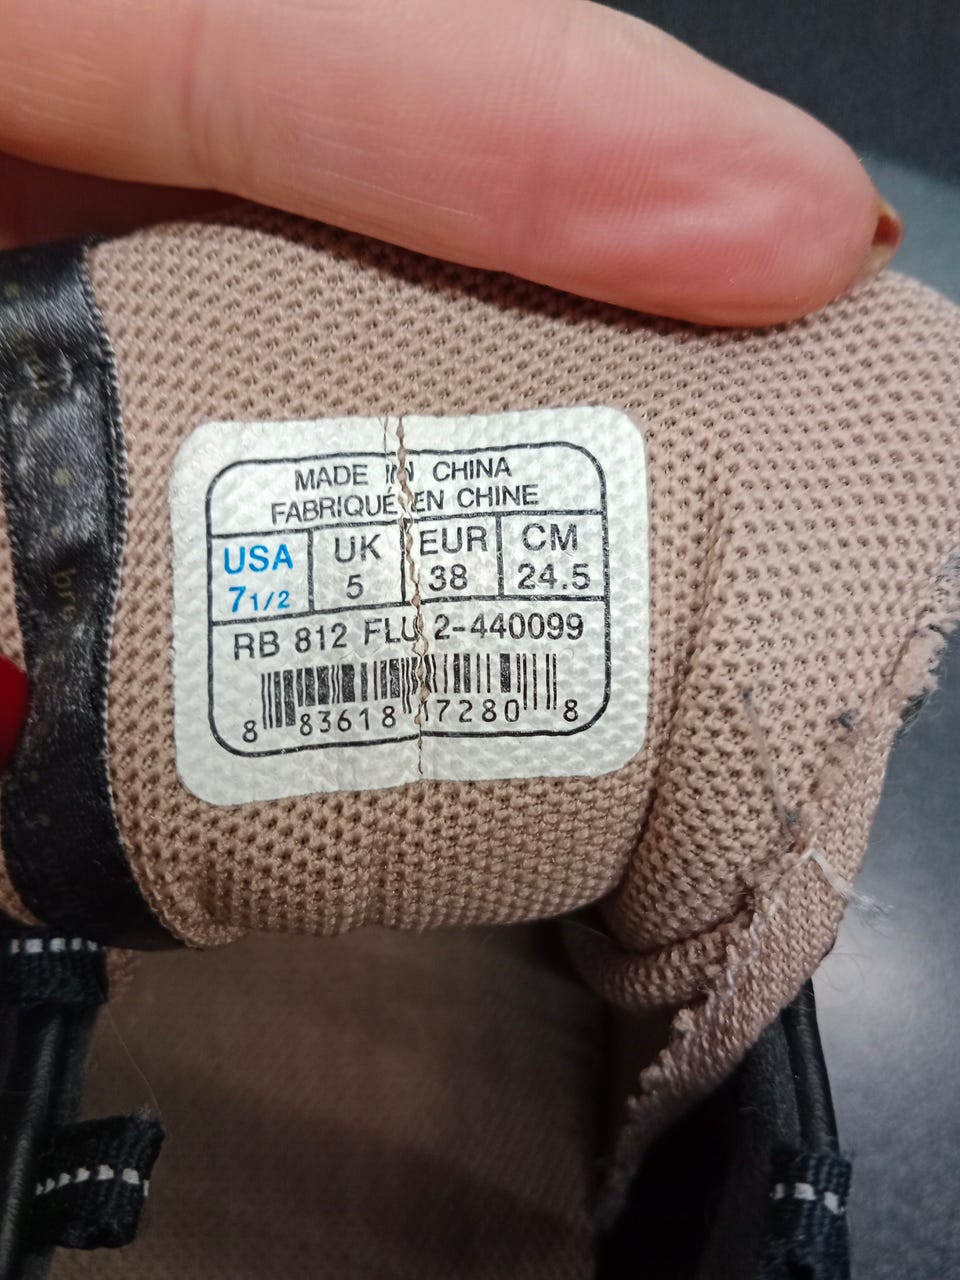 MADE IN CHINA
FABRIQUÉ EN CHINE
USA UK EUR CM
7 1/2 5 38 24.5
RB 812 FLU 2-440099
8 83618 17280 8